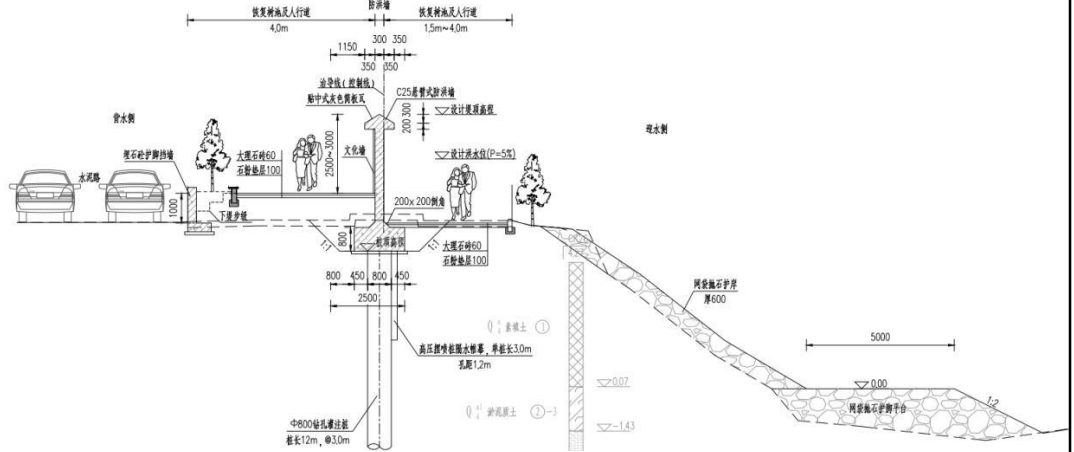 防洪墙
恢复树池及人行道
4,0m
恢复树池及人行道
1,5m~4,0m
1150
300
350
350
350
治导线(控制线)
贴中式灰色筒板瓦
C25悬臂式防洪墙
设计堤顶高程
200
300
背水侧
迎水侧
埋石砼护脚挡墙
水泥路
大理石砖60
石粉垫层100
文化墙
2500~3000
设计洪水位(P=5%)
1000
下堤步级
200x200倒角
800
桩顶高程
1:1
1:1
大理石砖60
石粉垫层100
800
450
800
450
2500
网袋抛石护岸
厚600
素填土 ①
5000
高压摆喷桩隔水帷幕,单桩长3.0m
孔距1.2m
0,07
0,00
网袋抛石护脚平台
1:2
淤泥质土 ②-3
-1,43
Φ800钻孔灌注桩
桩长12m,@3,0m